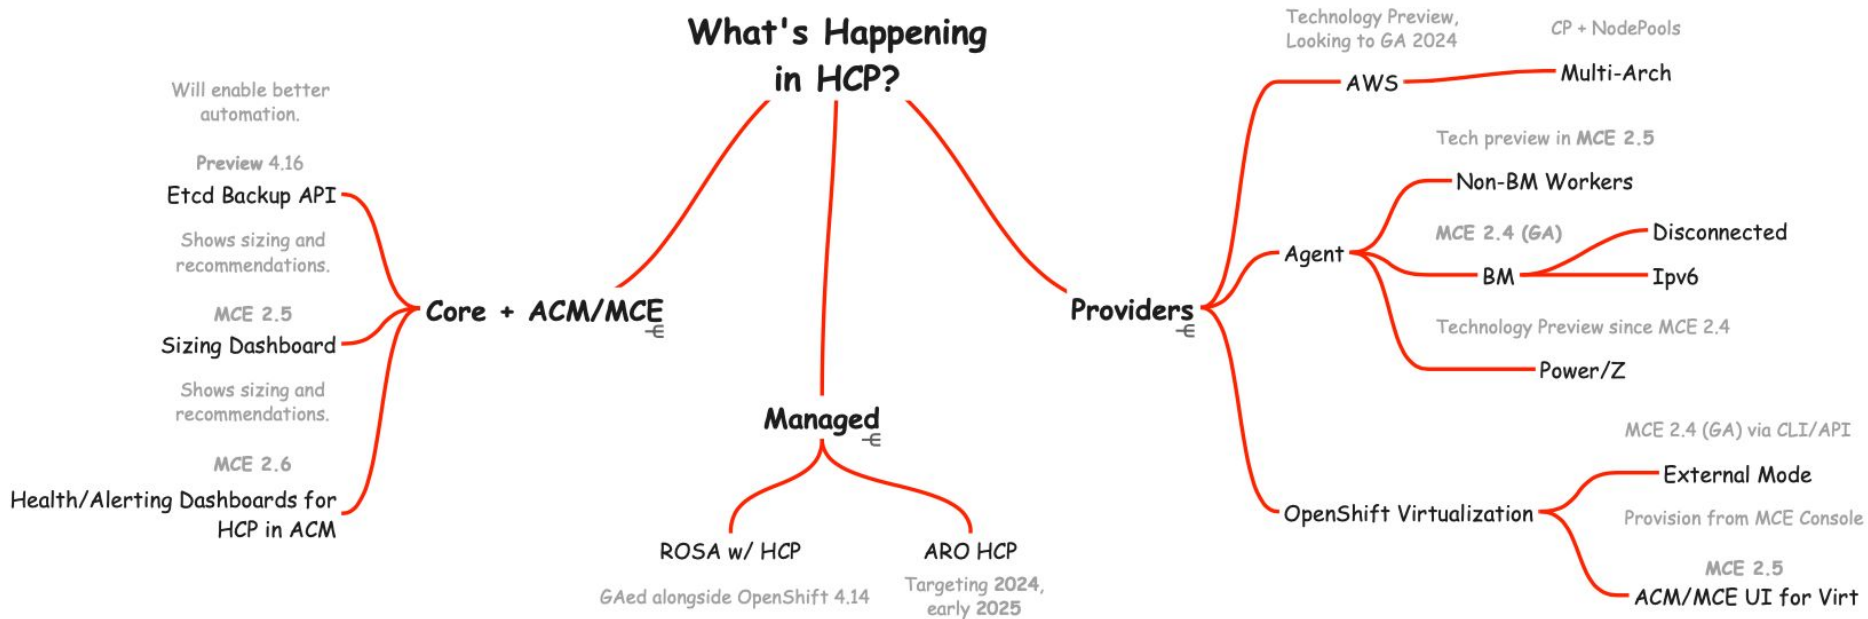 What's Happening
in HCP?
Will enable better
automation.
Preview 4.16
Etcd Backup API
Shows sizing and
recommendations.
MCE 2.5
Sizing Dashboard
Shows sizing and
recommendations.
MCE 2.6
Health/Alerting Dashboards for
HCP in ACM
Core + ACM/MCE
Managed
ROSA w/ HCP
GAed alongside OpenShift 4.14
ARO HCP
Targeting 2024,
early 2025
Providers
Technology Preview,
Looking to GA 2024
AWS
CP + NodePools
Multi-Arch
Agent
Tech preview in MCE 2.5
Non-BM Workers
MCE 2.4 (GA)
BM
Disconnected
Ipv6
Technology Preview since MCE 2.4
Power/Z
OpenShift Virtualization
MCE 2.4 (GA) via CLI/API
External Mode
Provision from MCE Console
MCE 2.5
ACM/MCE UI for Virt